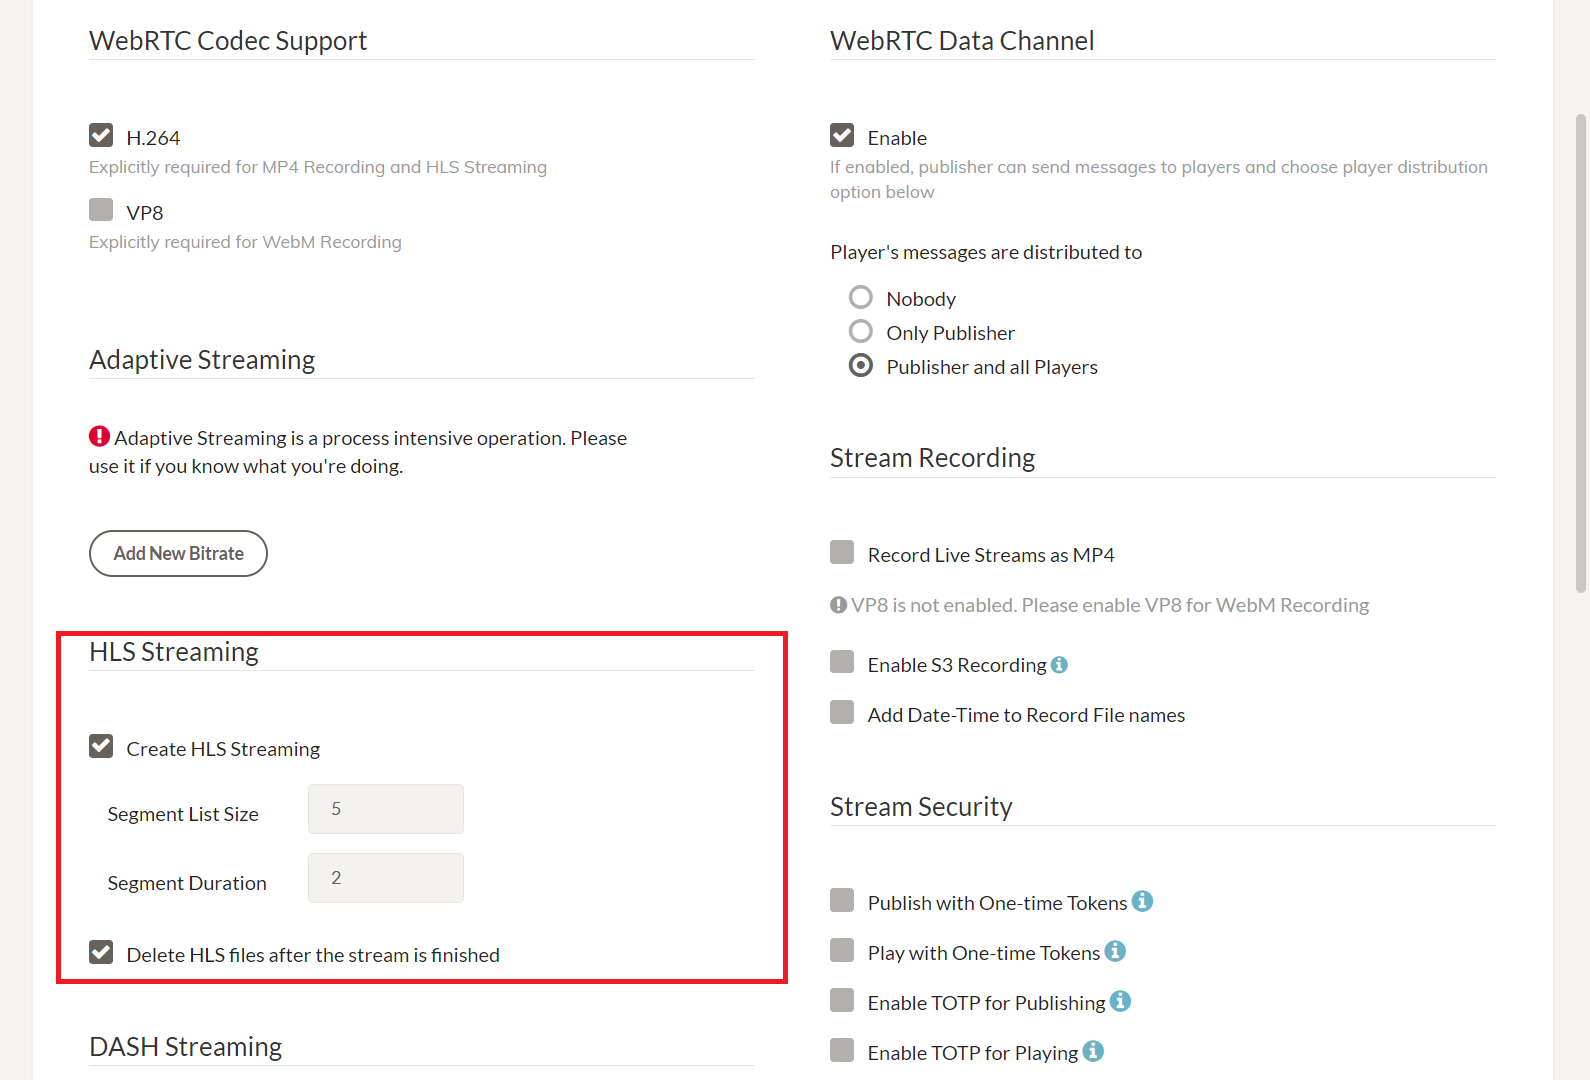 WebRTC Codec Support
H.264
Explicitly required for MP4 Recording and HLS Streaming
VP8
Explicitly required for WebM Recording
Adaptive Streaming
Adaptive Streaming is a process intensive operation. Please
use it if you know what you're doing.
Add New Bitrate
HLS Streaming
Create HLS Streaming
Segment List Size
5
Segment Duration
2
Delete HLS files after the stream is finished
DASH Streaming
WebRTC Data Channel
Enable
If enabled, publisher can send messages to players and choose player distribution
option below
Player's messages are distributed to
Nobody
Only Publisher
Publisher and all Players
Stream Recording
Record Live Streams as MP4
VP8 is not enabled. Please enable VP8 for WebM Recording
Enable S3 Recording
Add Date-Time to Record File names
Stream Security
Publish with One-time Tokens
Play with One-time Tokens
Enable TOTP for Publishing
Enable TOTP for Playing